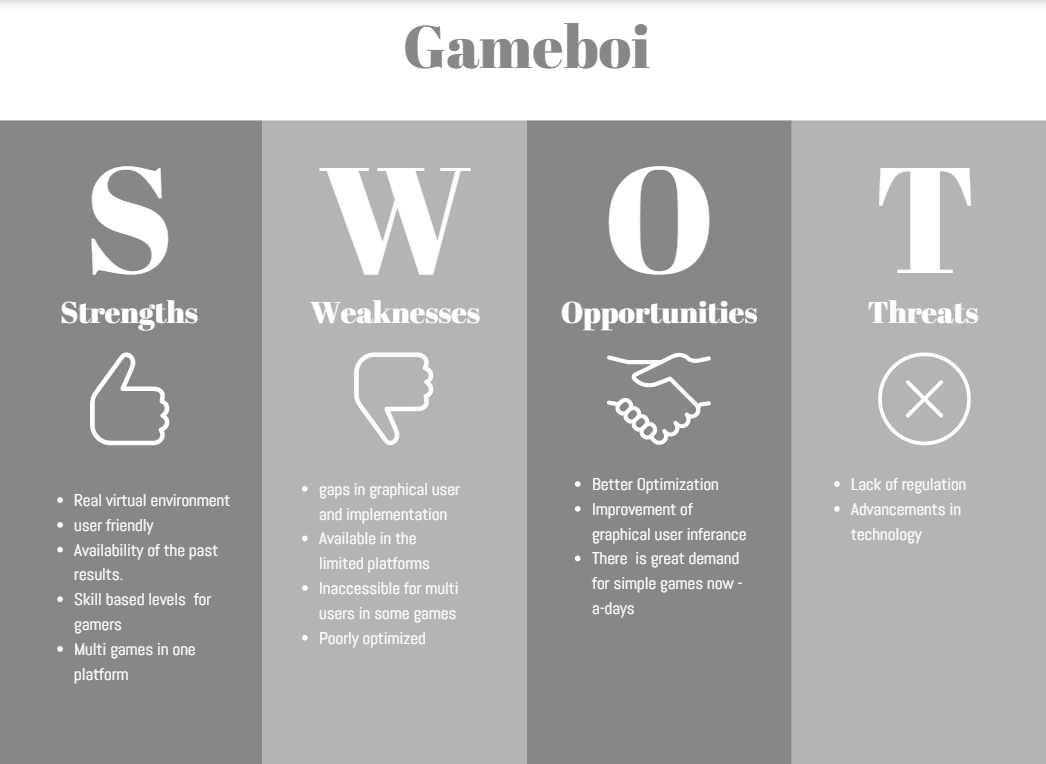 Gameboi
S
Strengths
• Real virtual environment
• user friendly
• Availability of the past
results.
• Skill based levels  for
gamers
• Multi games in one
platform
W
Weaknesses
• gaps in graphical user
and implementation
• Available in the
limited platforms
• Inaccessible for multi
users in some games
• Poorly optimized
O
Opportunities
• Better Optimization
• Improvement of
graphical user inferance
• There  is great demand
for simple games now -
a-days
T
Threats
• Lack of regulation
• Advancements in
technology